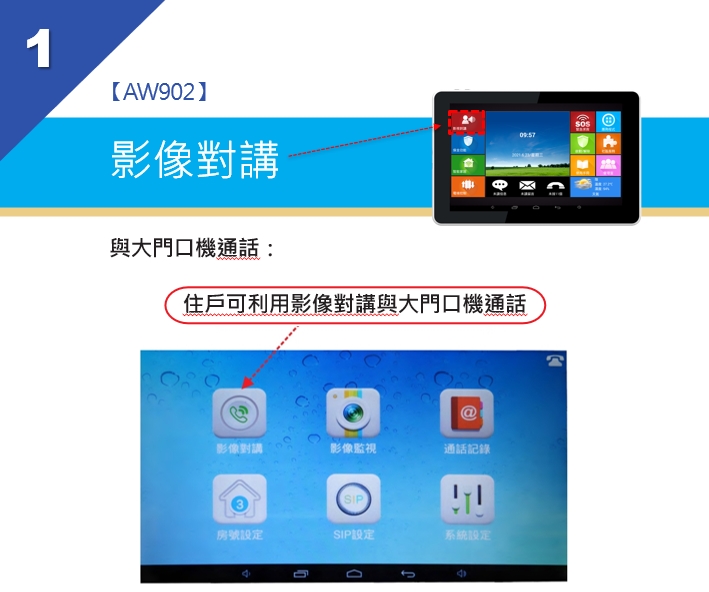 1
【AW902】
影像對講
09:57
SOS
與大門口機通話：
住戶可利用影像對講與大門口機通話
影像對講
影像監視
通話記錄
3
SIP
房號設定
SIP設定
系統設定